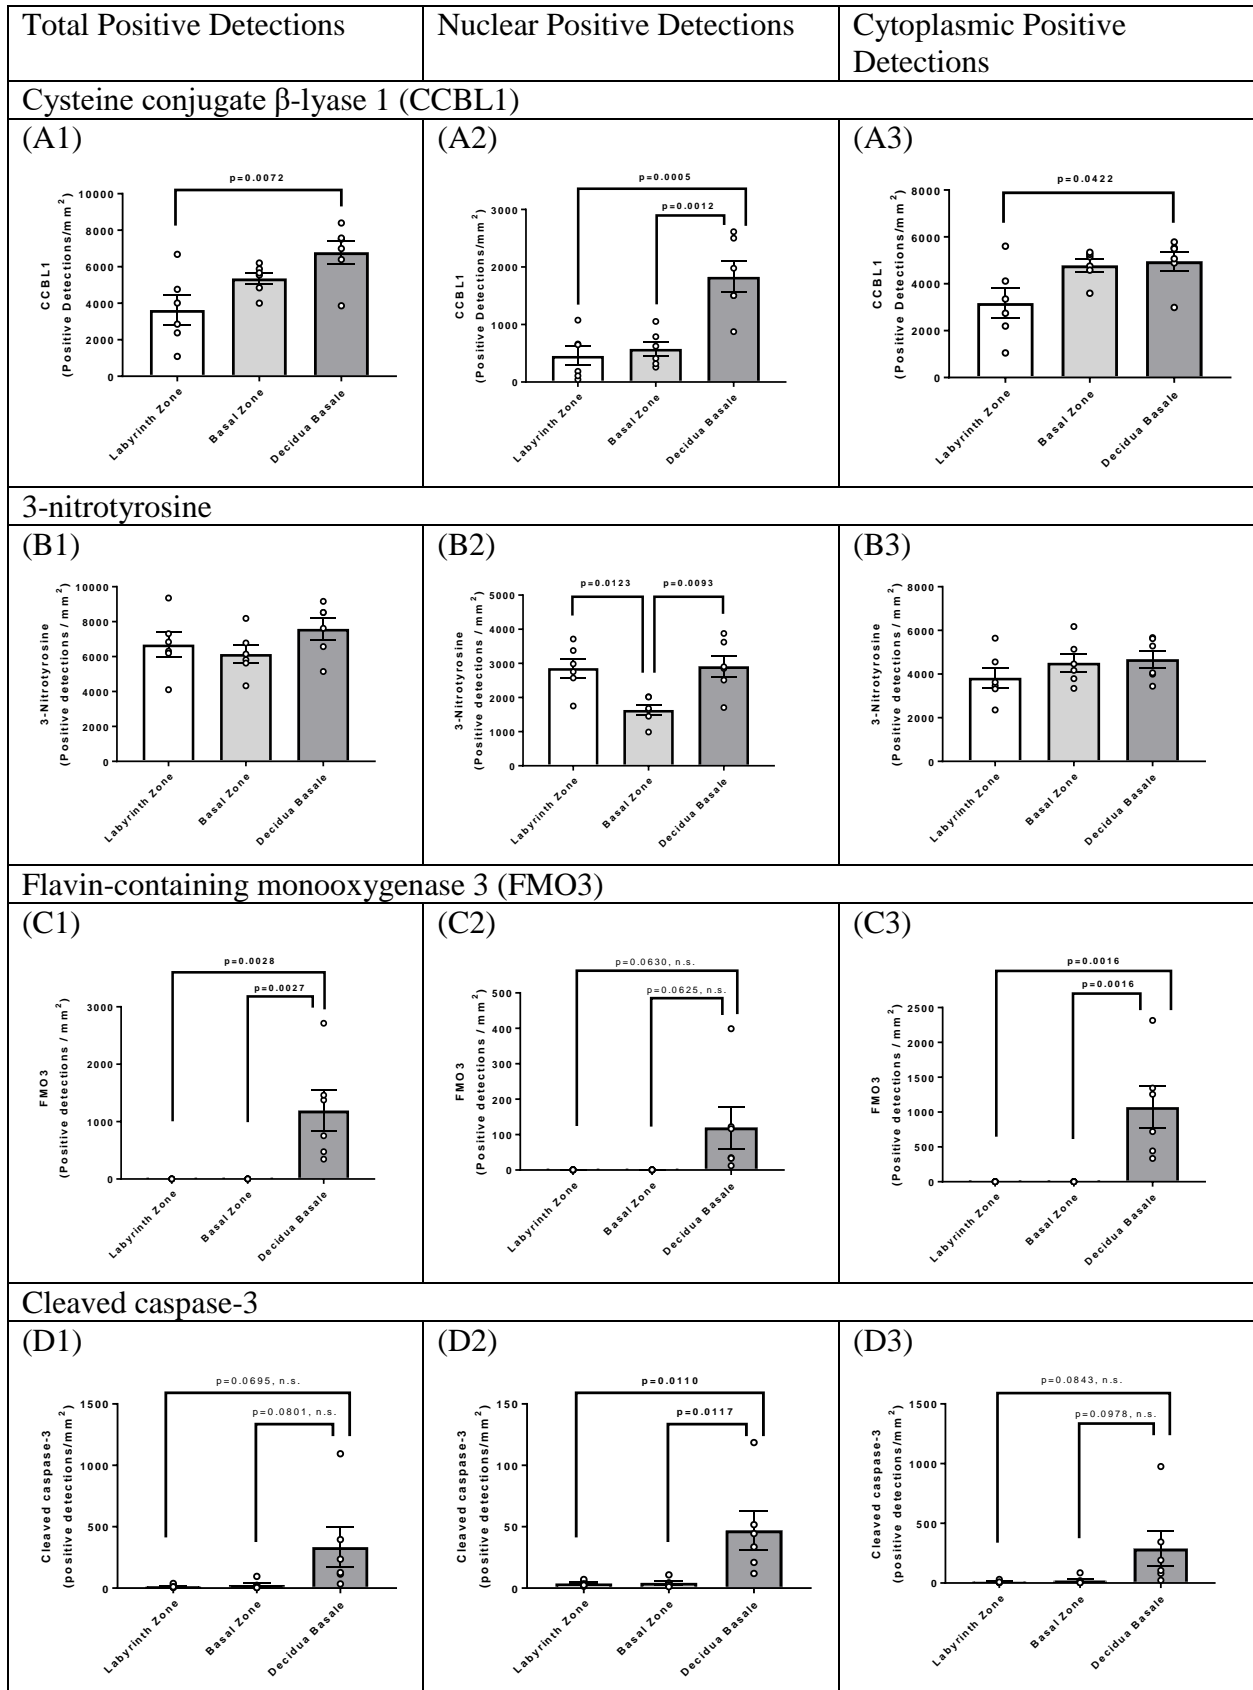 Total Positive Detections
Nuclear Positive Detections
Cytoplasmic Positive
Detections
Cysteine conjugate β-lyase 1 (CCBL1)
(A1)
p=0.0072
CCBL1
(Positive Detections/mm²)
10000
8000
6000
4000
2000
0
Labyrinth Zone
Basal Zone
Decidua Basale
(A2)
p=0.0005
p=0.0012
CCBL1
(Positive Detections/mm²)
3000
2000
1000
0
Labyrinth Zone
Basal Zone
Decidua Basale
(A3)
p=0.0422
CCBL1
(Positive Detections/mm²)
8000
6000
4000
2000
0
Labyrinth Zone
Basal Zone
Decidua Basale
3-nitrotyrosine
(B1)
3-Nitrotyrosine
(Positive detections / mm²)
10000
8000
6000
4000
2000
0
Labyrinth Zone
Basal Zone
Decidua Basale
(B2)
p=0.0123
p=0.0093
3-Nitrotyrosine
(Positive detections / mm²)
5000
4000
3000
2000
1000
0
Labyrinth Zone
Basal Zone
Decidua Basale
(B3)
3-Nitrotyrosine
(Positive detections / mm²)
8000
6000
4000
2000
0
Labyrinth Zone
Basal Zone
Decidua Basale
Flavin-containing monooxygenase 3 (FMO3)
(C1)
p=0.0028
p=0.0027
FMO3
(Positive detections / mm²)
3000
2000
1000
0
Labyrinth Zone
Basal Zone
Decidua Basale
(C2)
p=0.0630, n.s.
p=0.0625, n.s.
FMO3
(Positive detections / mm²)
500
400
300
200
100
0
Labyrinth Zone
Basal Zone
Decidua Basale
(C3)
p=0.0016
p=0.0016
FMO3
(Positive detections / mm²)
2500
2000
1500
1000
500
0
Labyrinth Zone
Basal Zone
Decidua Basale
Cleaved caspase-3
(D1)
p=0.0695, n.s.
p=0.0801, n.s.
Cleaved caspase-3
(positive detections/mm²)
1500
1000
500
0
Labyrinth Zone
Basal Zone
Decidua Basale
(D2)
p=0.0110
p=0.0117
Cleaved caspase-3
(positive detections/mm²)
150
100
50
0
Labyrinth Zone
Basal Zone
Decidua Basale
(D3)
p=0.0843, n.s.
p=0.0978, n.s.
Cleaved caspase-3
(positive detections/mm²)
1500
1000
500
0
Labyrinth Zone
Basal Zone
Decidua Basale